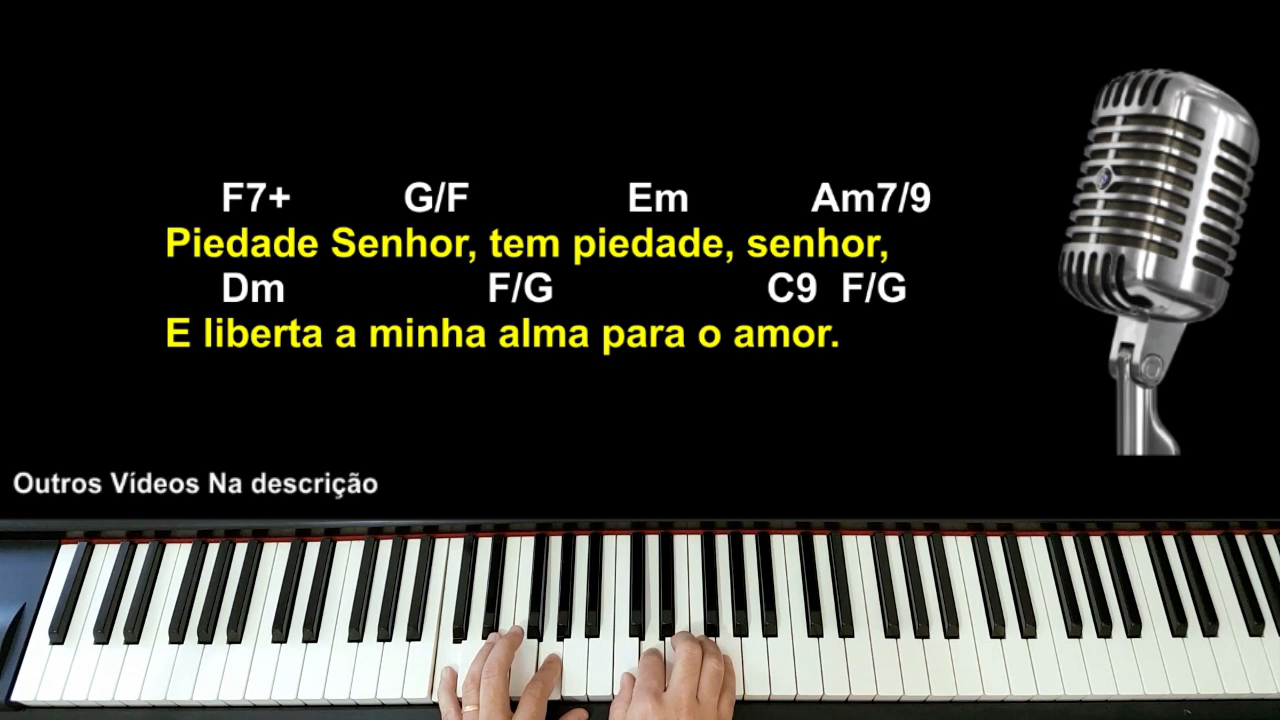 F7+ G/F Em Am7/9
Piedade Senhor, tem piedade, senhor,
Dm F/G C9 F/G
E liberta a minha alma para o amor.
Outros Vídeos Na descrição